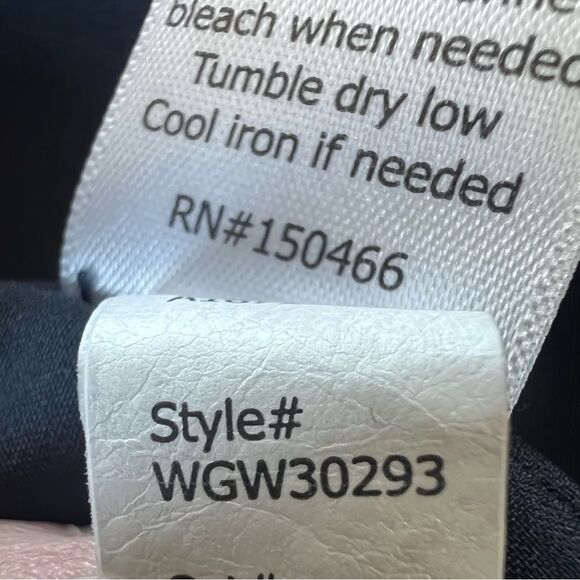 bleach when needed
Tumble dry low
Cool iron if needed
RN#150466
Style#
WGW30293